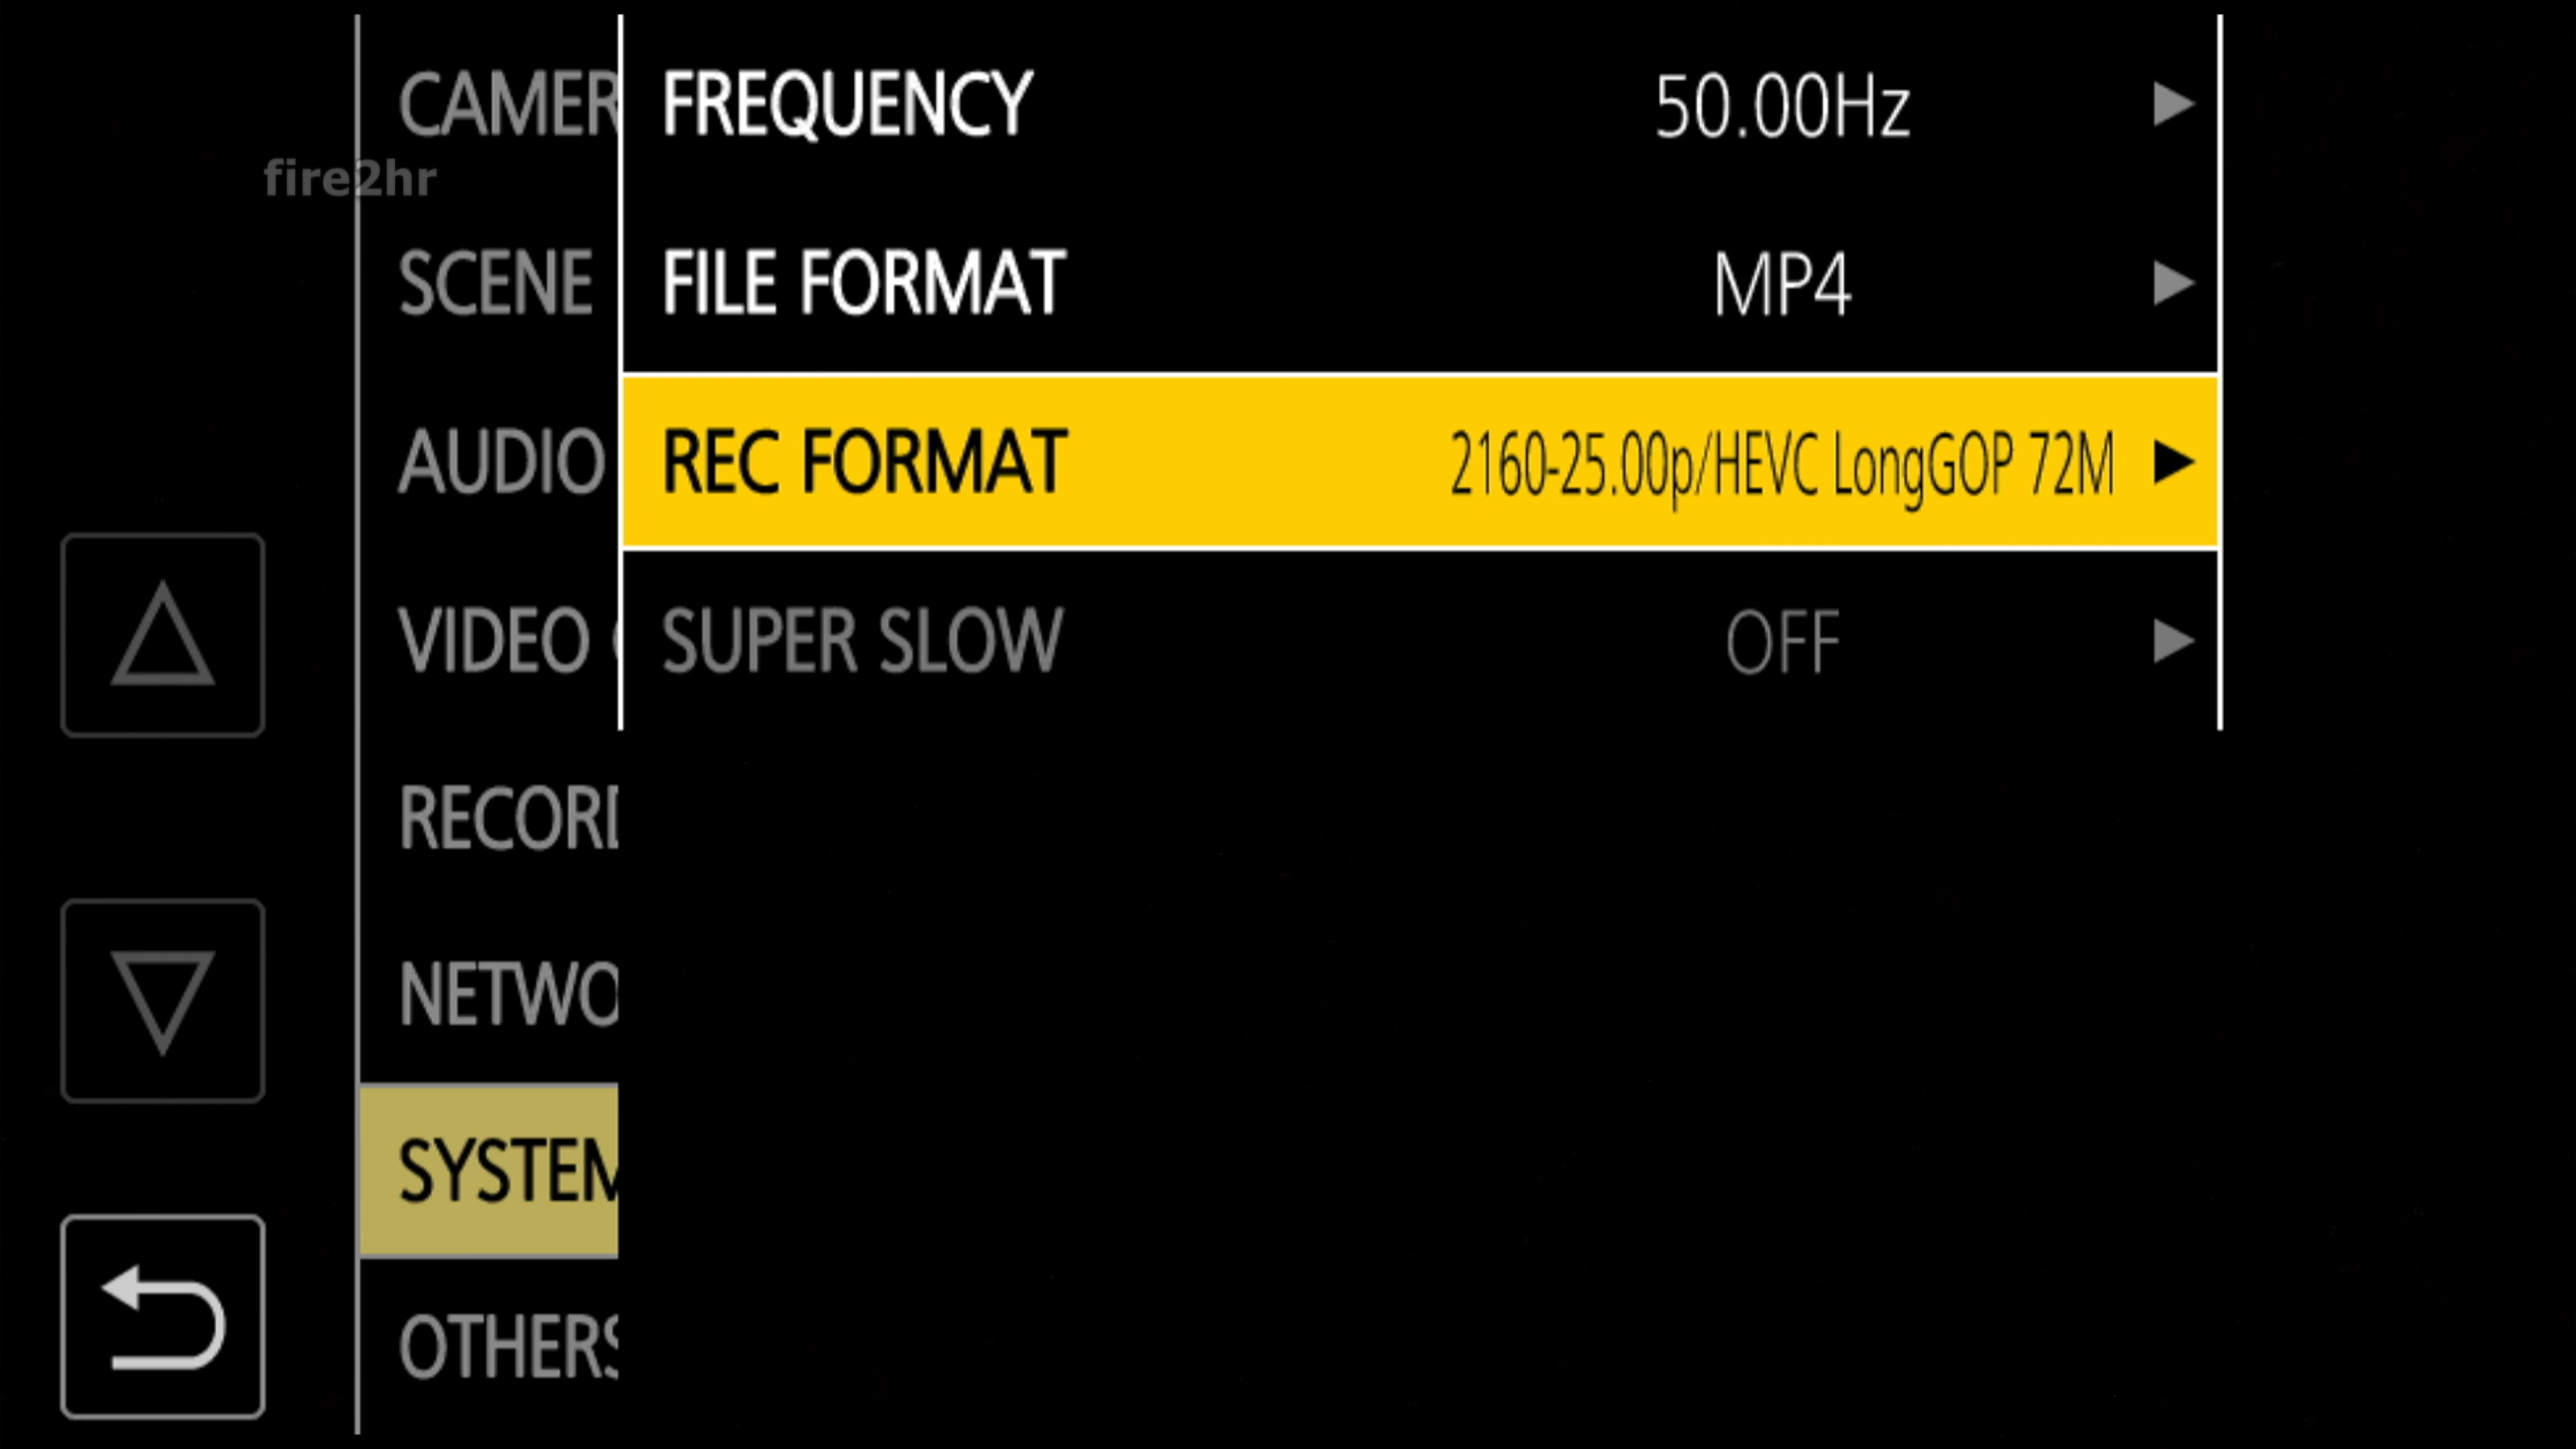 CAMER
FREQUENCY 50.00Hz
fire2hr
SCENE
FILE FORMAT MP4
AUDIO
REC FORMAT 2160-25.00p/HEVC LongGOP 72M
VIDEO
SUPER SLOW OFF
RECORD
NETWO
SYSTEM
OTHERS